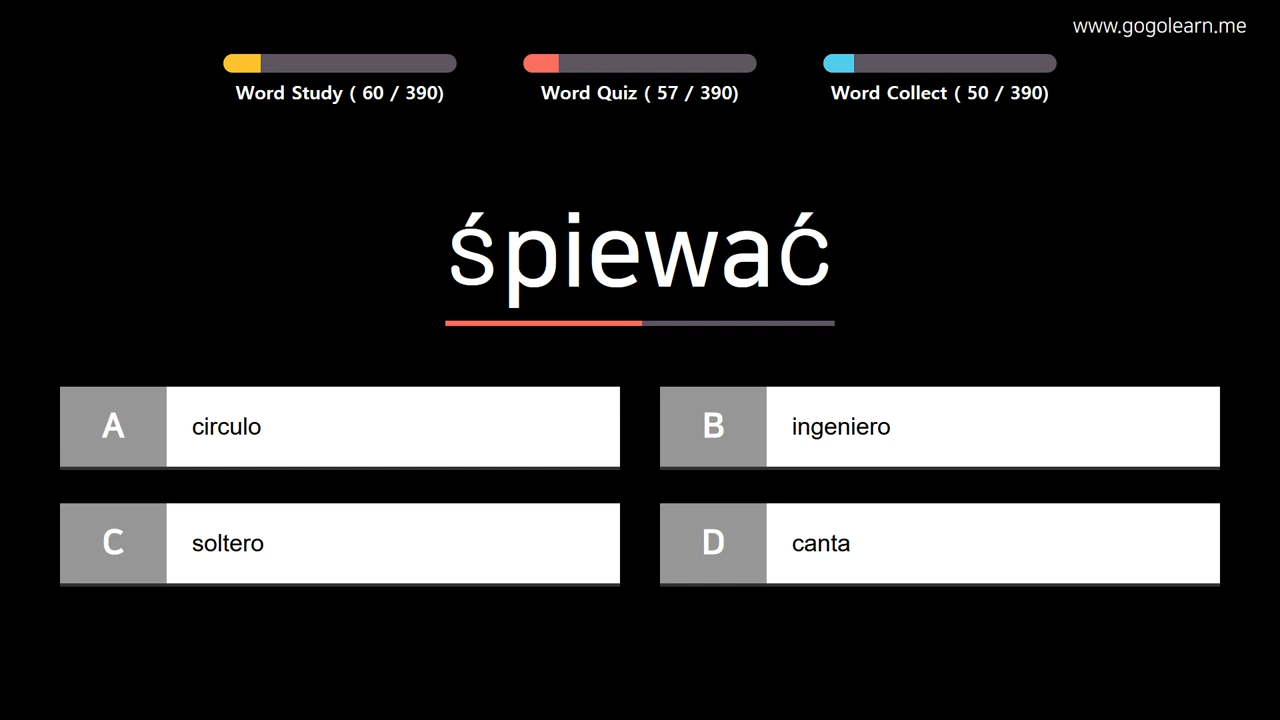 www.gogolearn.me
Word Study ( 60 / 390)
Word Quiz ( 57 / 390)
Word Collect ( 50 / 390)
śpiewać
A circulo
B ingeniero
C soltero
D canta